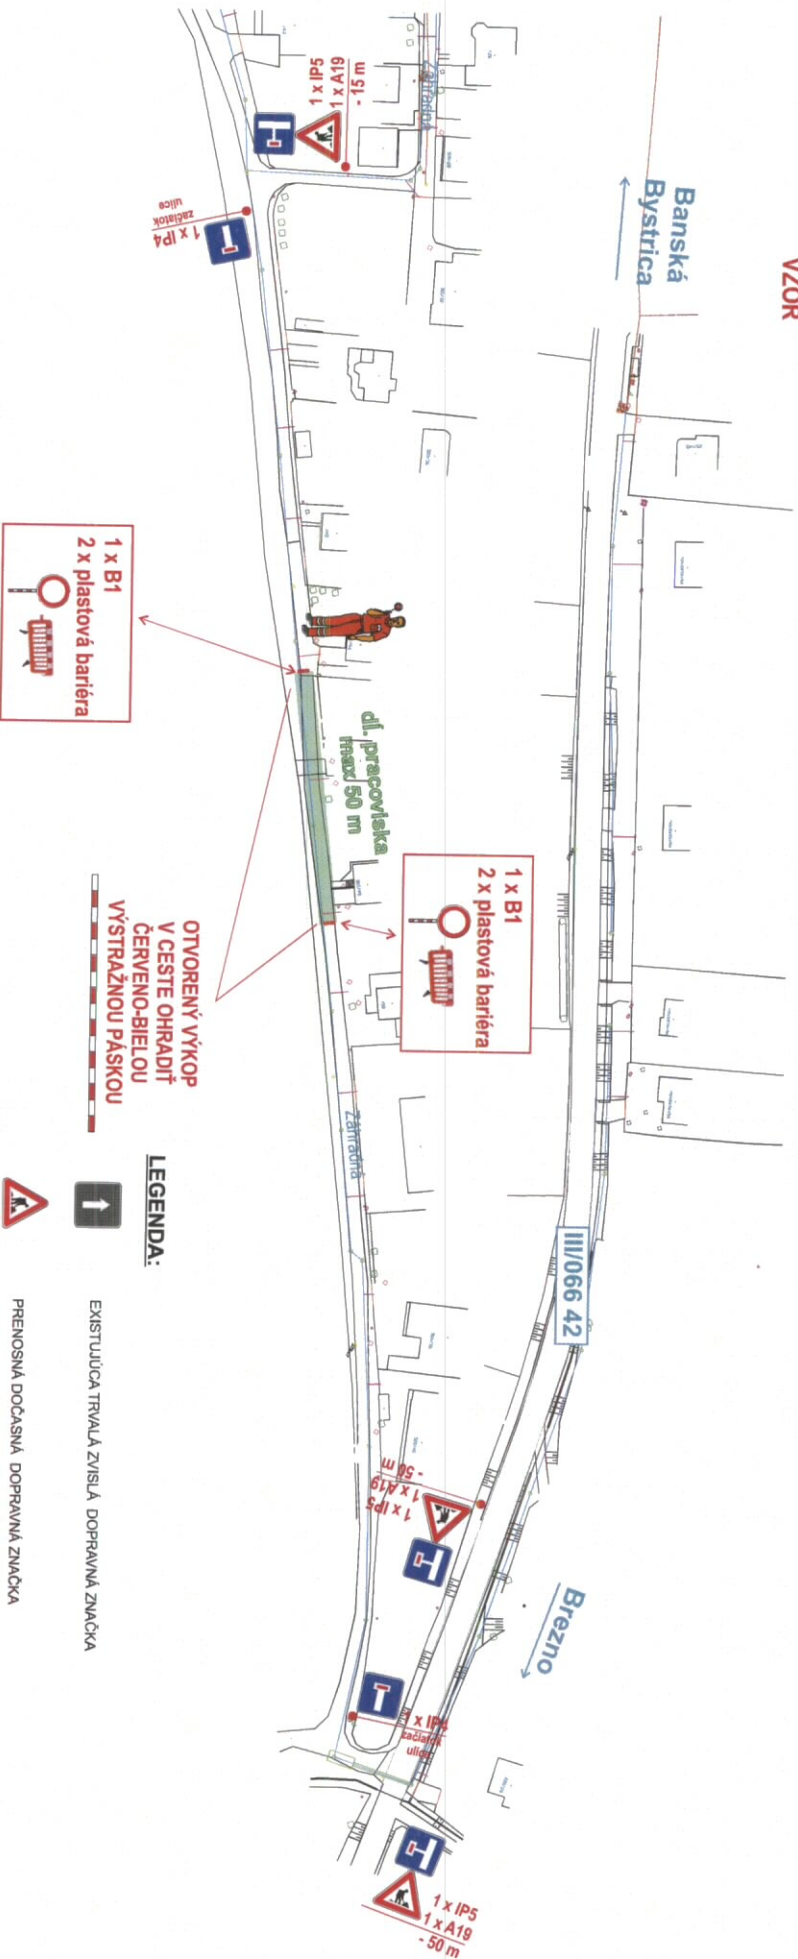 VZOR
Banská
Bystrica
Záhradná
- 15 m
1 x A19
1 x IP5
1 x IP4
začiatok
ulice
1 x B1
2 x plastová bariéra
dĺ. pracoviska
max 50 m
1 x B1
2 x plastová bariéra
OTVORENÝ VÝKOP
V CESTE OHRADIŤ
ČERVENO-BIELOU
VÝSTRAŽNOU PÁSKOU
Záhradná
III/066 42
- 50 m
1 x A19
1 x IP5
Brezno
1 x IP4
začiatok
ulice
1 x IP5
1 x A19
- 50 m
LEGENDA:
EXISTUJÚCA TRVALÁ ZVISLÁ DOPRAVNÁ ZNAČKA
PRENOSNÁ DOČASNÁ DOPRAVNÁ ZNAČKA